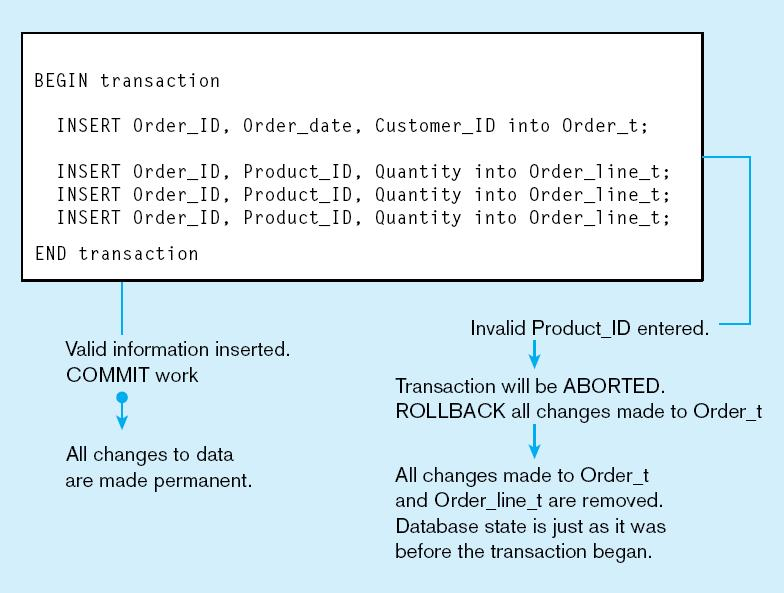 BEGIN transaction
INSERT Order_ID, Order_date, Customer_ID into Order_t;
INSERT Order_ID, Product_ID, Quantity into Order_line_t;
INSERT Order_ID, Product_ID, Quantity into Order_line_t;
INSERT Order_ID, Product_ID, Quantity into Order_line_t;
END transaction
Valid information inserted.
COMMIT work
All changes to data
are made permanent.
Invalid Product_ID entered.
Transaction will be ABORTED.
ROLLBACK all changes made to Order_t
All changes made to Order_t
and Order_line_t are removed.
Database state is just as it was
before the transaction began.